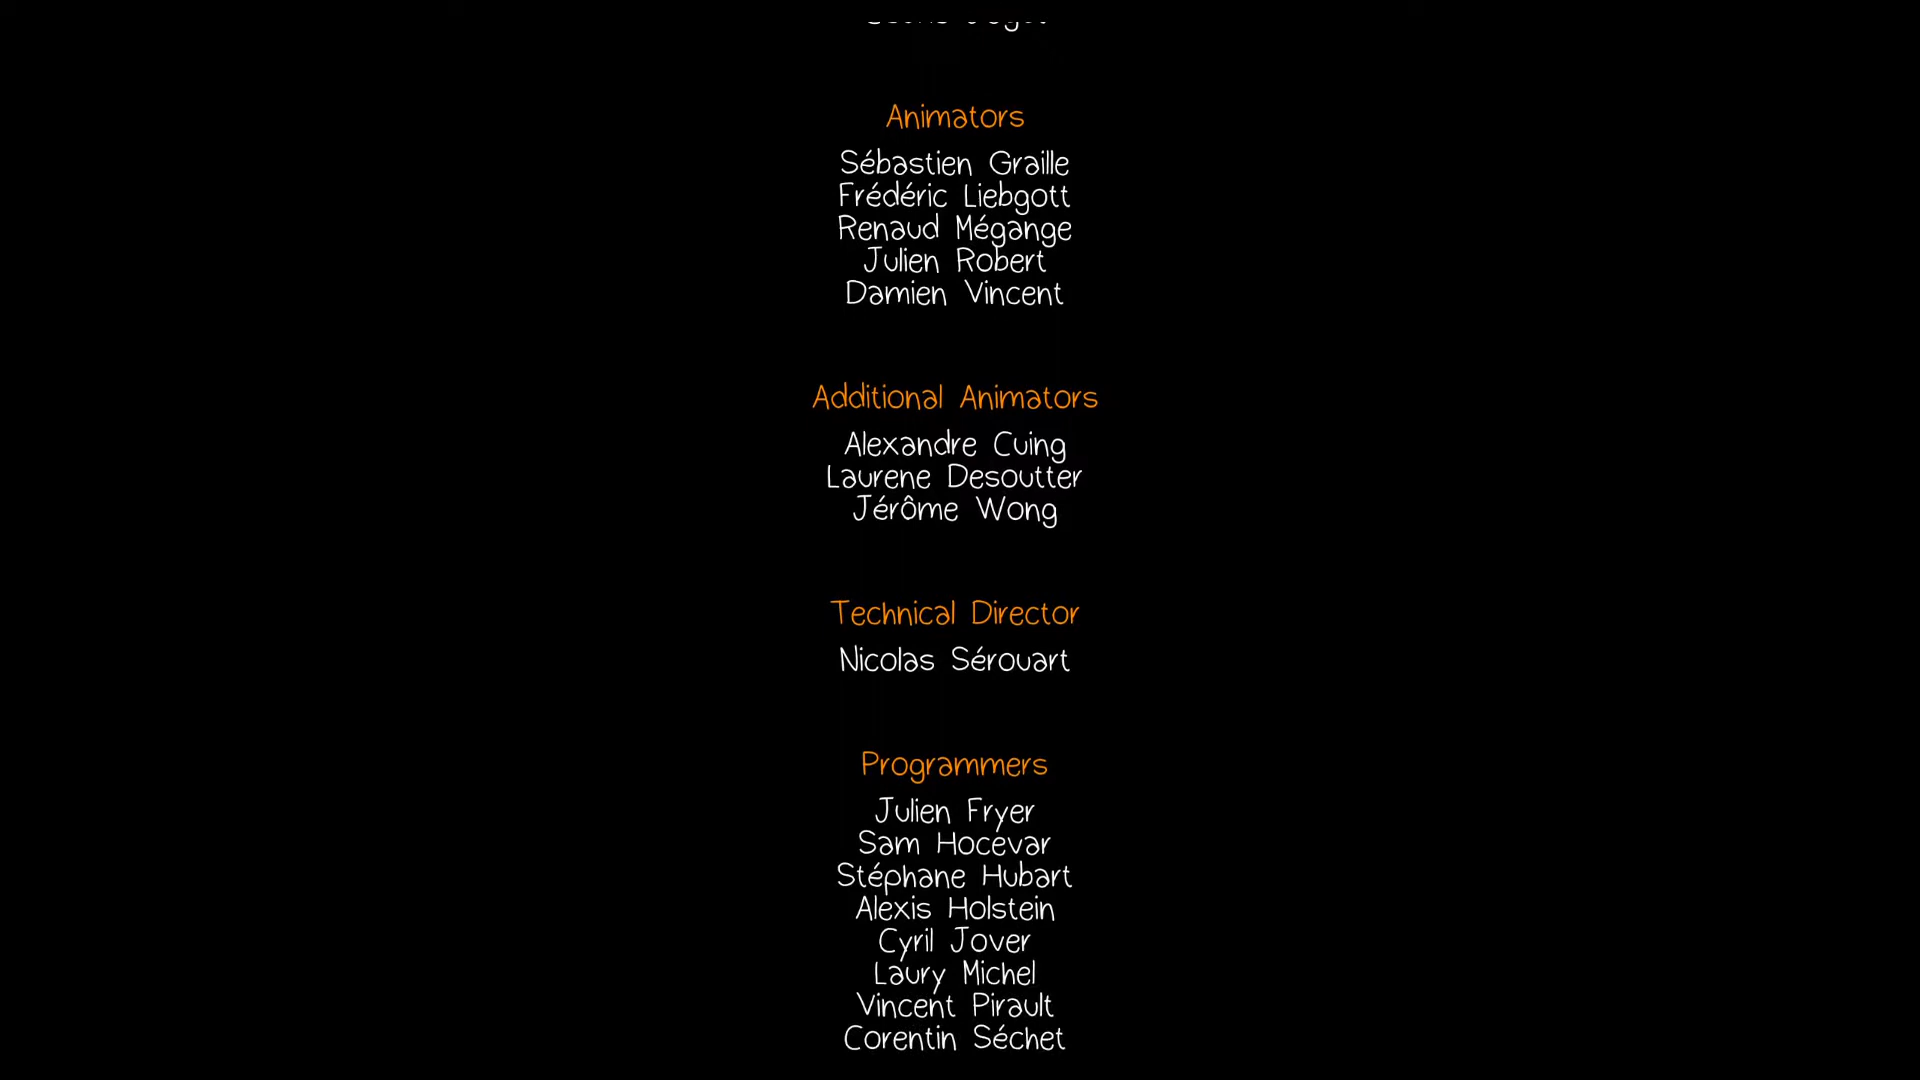 Animators
Sébastien Graille
Frédéric Liebgott
Renaud Mégange
Julien Robert
Damien Vincent
Additional Animators
Alexandre Cuing
Laurene Desoutter
Jérôme Wong
Technical Director
Nicolas Sérouart
Programmers
Julien Fryer
Sam Hocevar
Stéphane Hubart
Alexis Holstein
Cyril Jover
Laury Michel
Vincent Pirault
Corentin Séchet